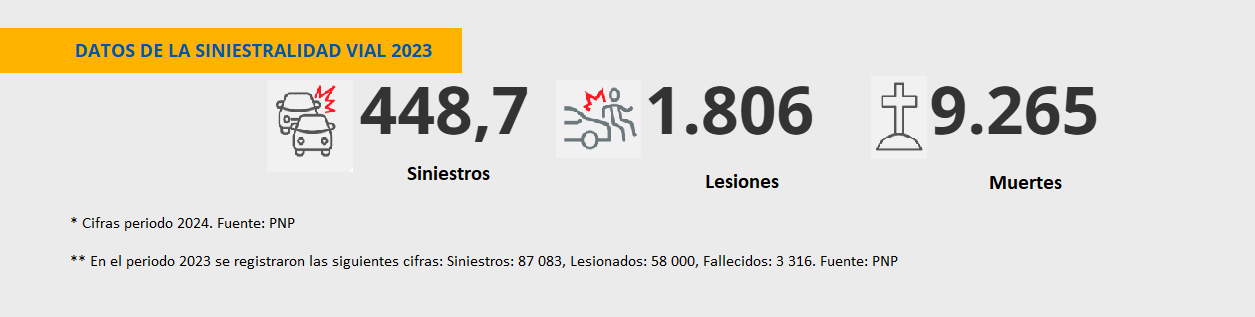 DATOS DE LA SINIESTRALIDAD VIAL 2023
448,7 1.806 9.265
Siniestros Lesiones Muertes
* Cifras periodo 2024. Fuente: PNP
** En el periodo 2023 se registraron las siguientes cifras: Siniestros: 87 083, Lesionados: 58 000, Fallecidos: 3 316. Fuente: PNP